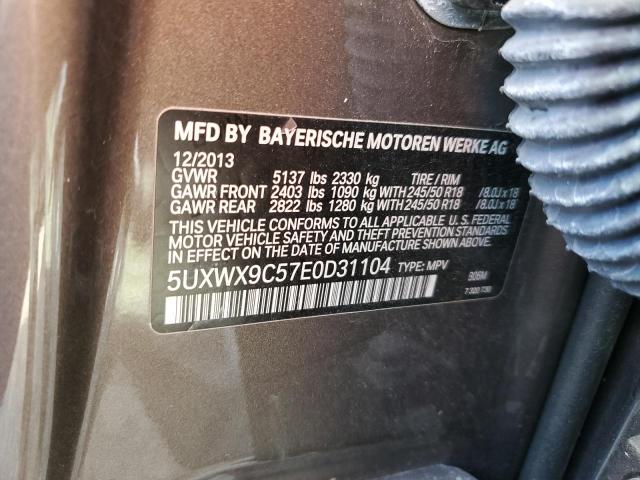 MFD BY BAYERISCHE MOTOREN WERKE AG
12/2013
GVWR 5137 lbs 2330 kg TIRE / RIM
GAWR FRONT 2403 lbs 1090 kg WITH 245/50 R18 / 8.0J x 18
GAWR REAR 2822 lbs 1280 kg WITH 245/50 R18 / 8.0J x 18
THIS VEHICLE CONFORMS TO ALL APPLICABLE U.S. FEDERAL
MOTOR VEHICLE SAFETY AND THEFT PREVENTION STANDARDS
IN EFFECT ON THE DATE OF MANUFACTURE SHOWN ABOVE.
5UXWX9C57E0D31104 TYPE: MPV